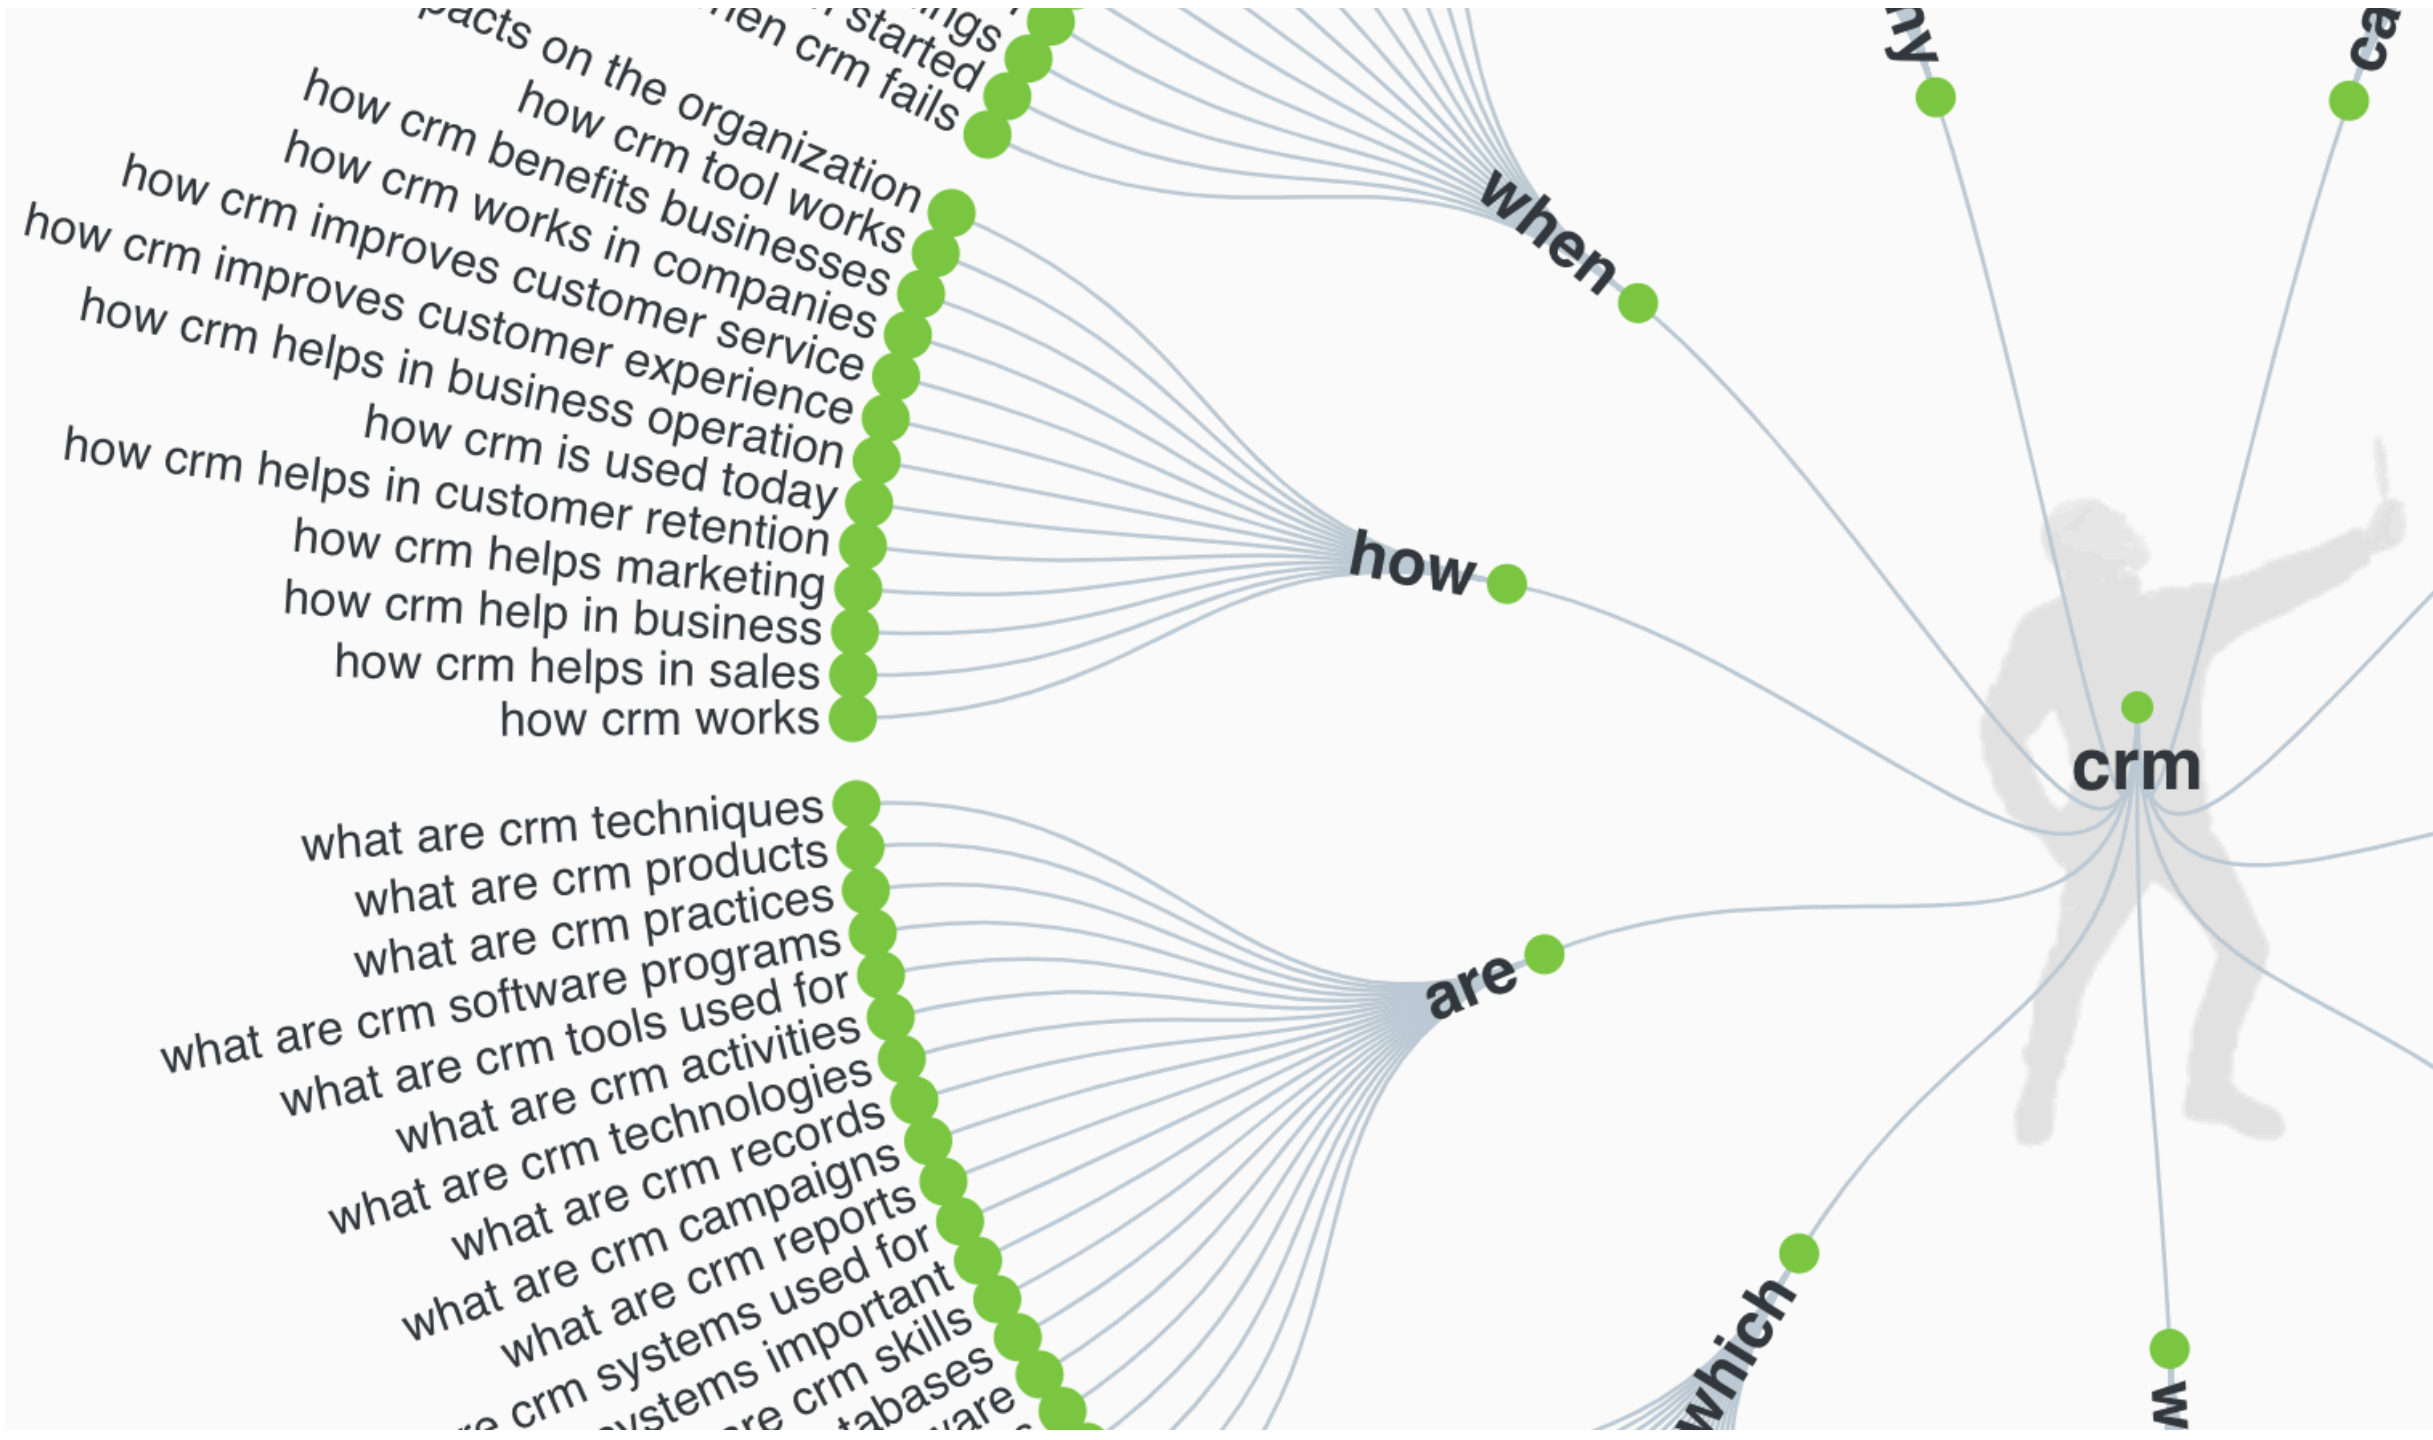 started
crm fails
on the organization
how crm tool works
how crm benefits businesses
how crm works in companies
how crm improves customer service
how crm improves customer experience
how crm helps in business operation
how crm is used today
how crm helps in customer retention
how crm helps marketing
how crm help in business
how crm helps in sales
how crm works
what are crm techniques
what are crm products
what are crm practices
what are crm software programs
what are crm tools used for
what are crm activities
what are crm technologies
what are crm records
what are crm campaigns
what are crm reports
crm systems used for
important
crm skills
when
how
are
which
crm